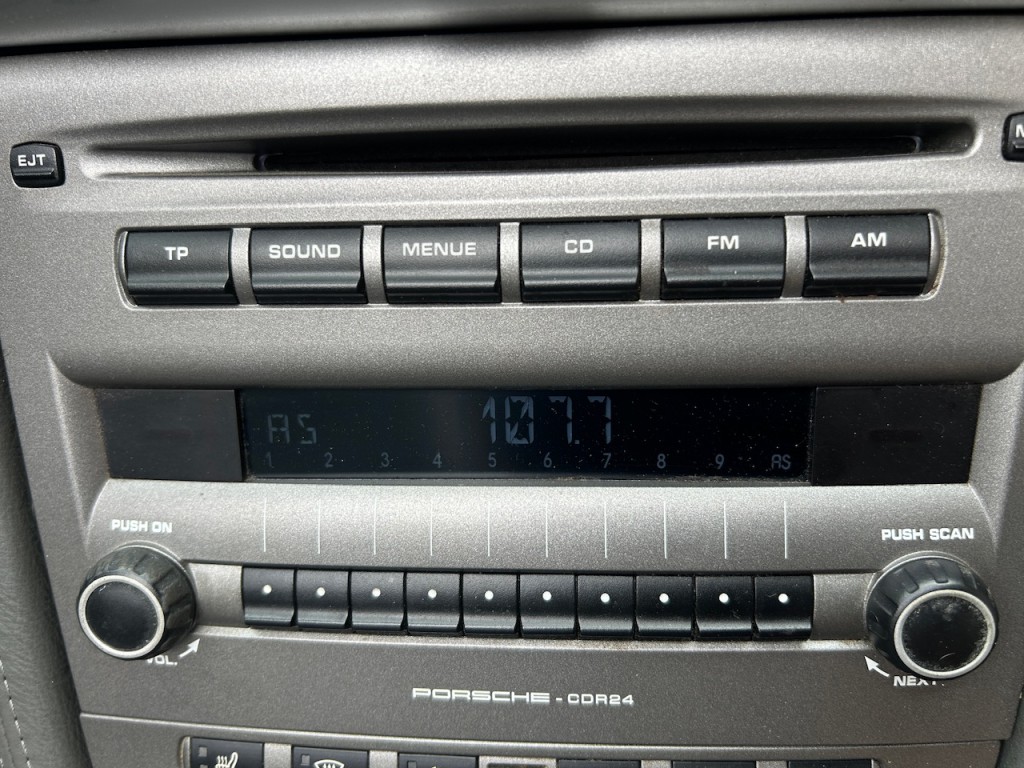 EJT
TP SOUND MENUE CD FM AM
AS 107.7
1 2 3 4 5 6 7 8 9 AS
PUSH ON PUSH SCAN
VOL. NEXT
PORSCHE - CDR24